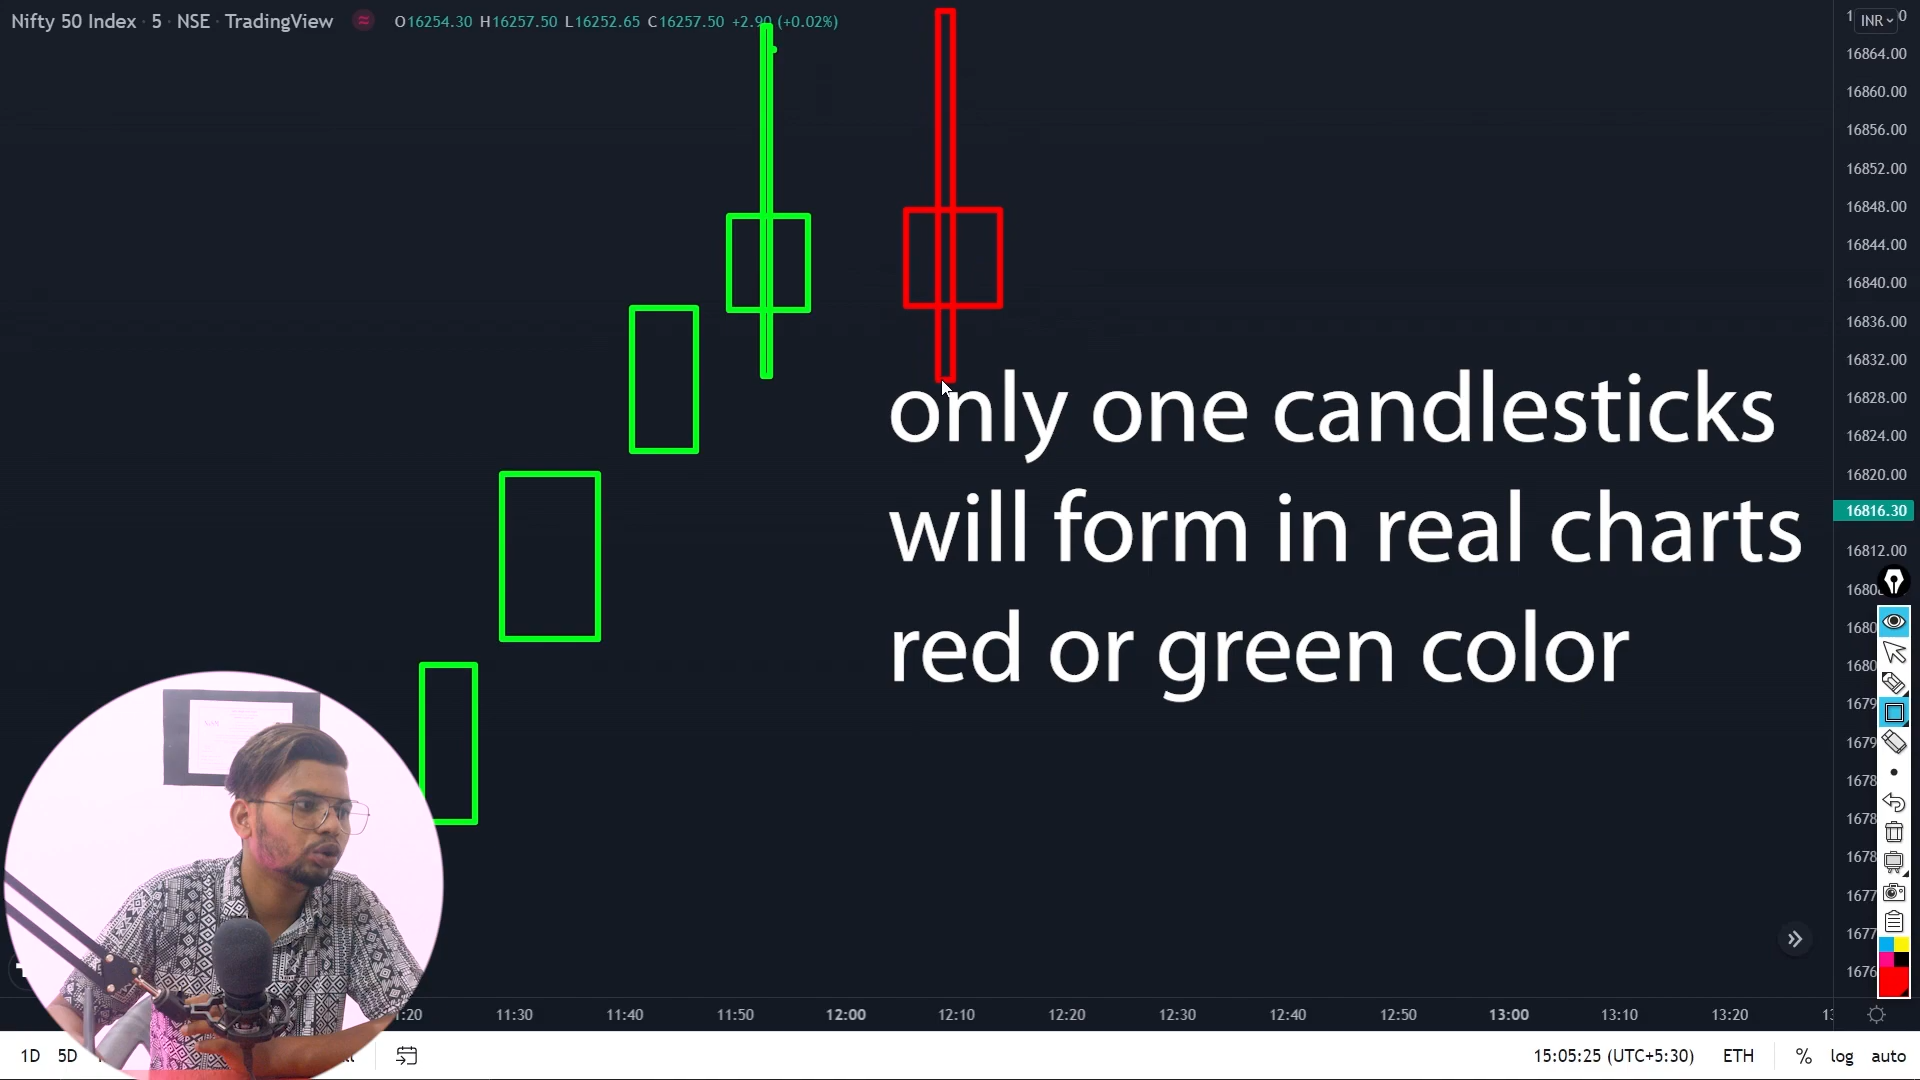 Nifty 50 Index · 5 · NSE · TradingView
O16254.30 H16257.50 L16252.65 C16257.50 +2.90 (+0.02%)
INR
16864.00
16860.00
16856.00
16852.00
16848.00
16844.00
16840.00
16836.00
16832.00
16828.00
16824.00
16820.00
16816.30
16812.00
only one candlesticks
will form in real charts
red or green color
11:30 11:40 11:50 12:00 12:10 12:20 12:30 12:40 12:50 13:00 13:10 13:20
1D 5D 15:05:25 (UTC+5:30) ETH % log auto